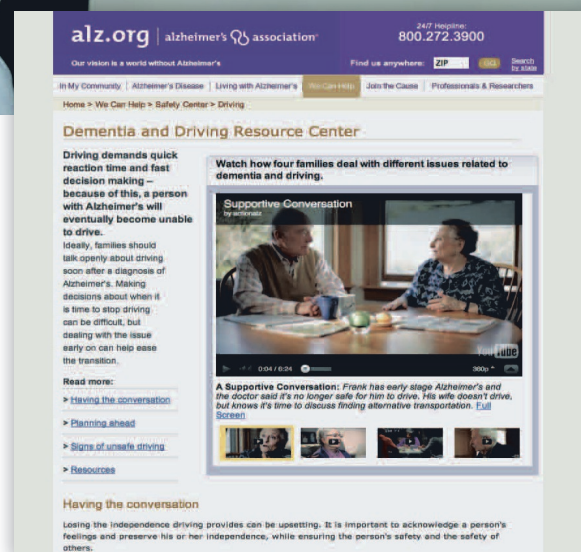 alz.org | alzheimer's association
24/7 Helpline:
800.272.3900
Our vision is a world without Alzheimer's
Find us anywhere: ZIP GO Search by state
In My Community | Alzheimer's Disease | Living with Alzheimer's We Can Help Join the Cause | Professionals & Researchers
Home > We Can Help > Safety Center > Driving
Dementia and Driving Resource Center
Driving demands quick
reaction time and fast
decision making –
because of this, a person
with Alzheimer's will
eventually become unable
to drive.
Ideally, families should
talk openly about driving
soon after a diagnosis of
Alzheimer's. Making
decisions about when it
is time to stop driving
can be difficult, but
dealing with the issue
early on can help ease
the transition.
Read more:
> Having the conversation
> Planning ahead
> Signs of unsafe driving
> Resources
Watch how four families deal with different issues related to
dementia and driving.
Supportive Conversation
by actionalz
YouTube
0:04 / 6:24
360p
A Supportive Conversation: Frank has early stage Alzheimer's and
the doctor said it's no longer safe for him to drive. His wife doesn't drive,
but knows it's time to discuss finding alternative transportation. Full
Screen
Having the conversation
Losing the independence driving provides can be upsetting. It is important to acknowledge a person's
feelings and preserve his or her independence, while ensuring the person's safety and the safety of
others.